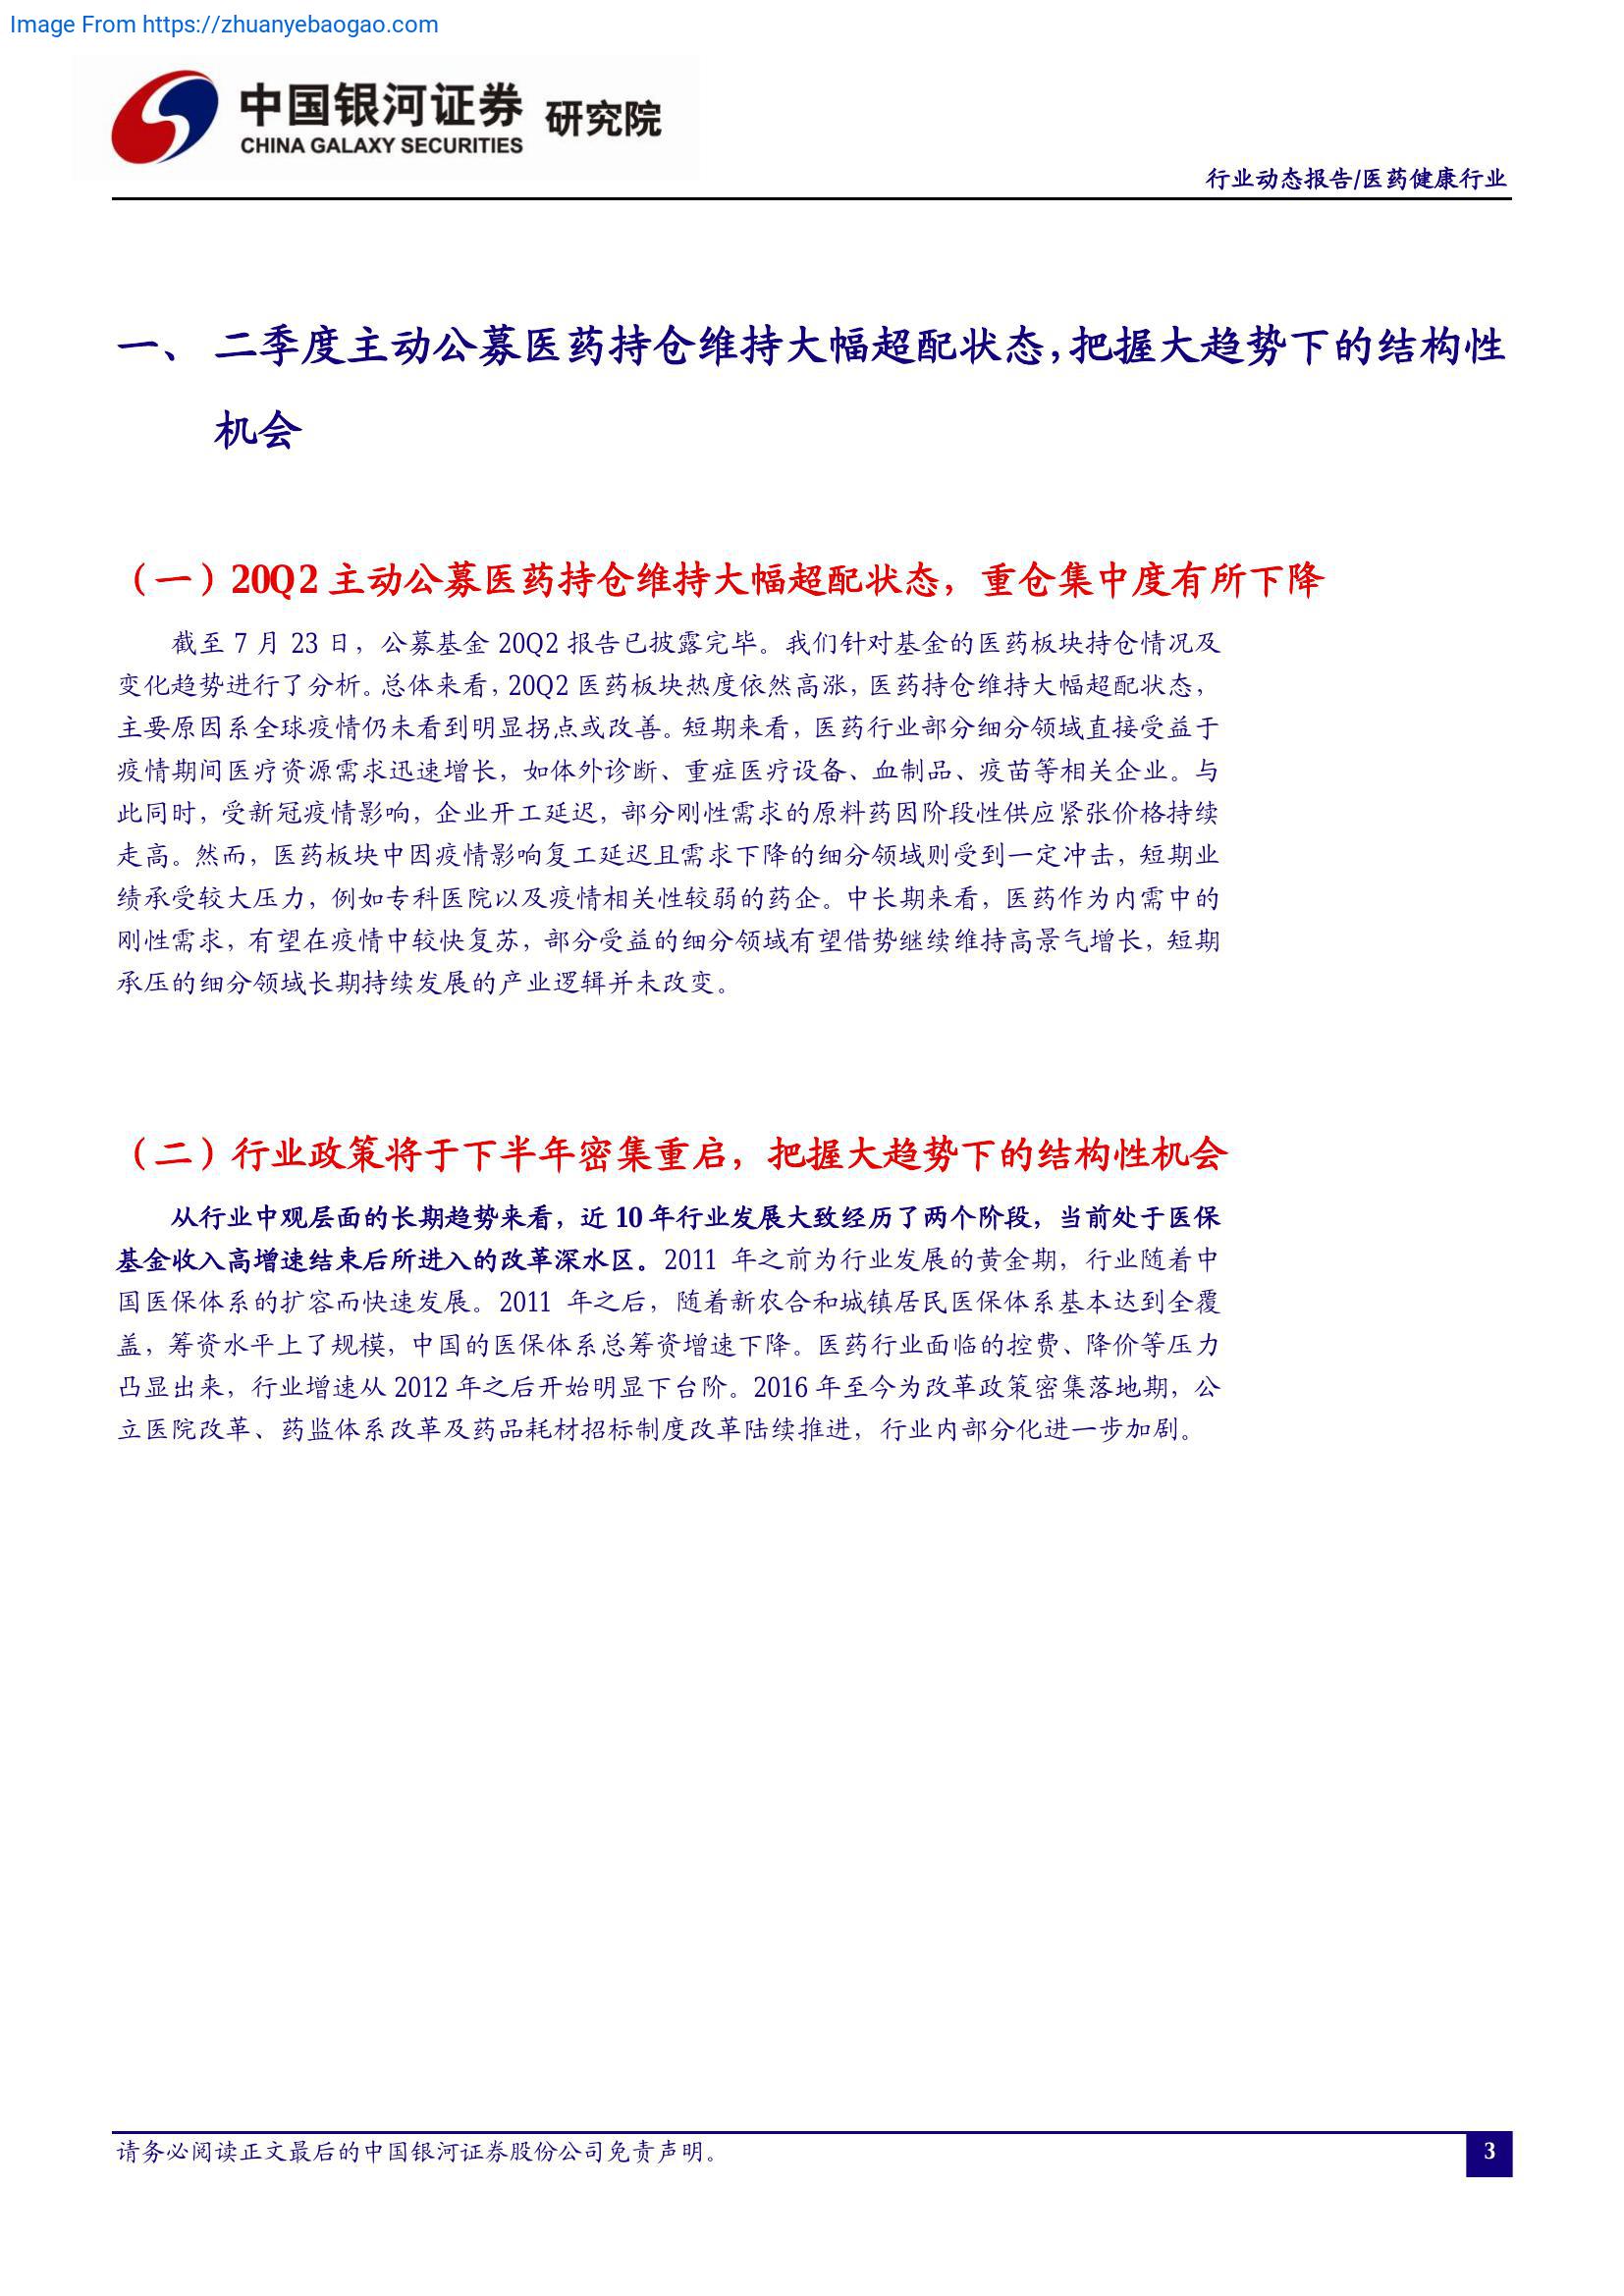 Image From https://zhuanyebaogao.com
中国银河证券 研究院
CHINA GALAXY SECURITIES
行业动态报告/医药健康行业
一、 二季度主动公募医药持仓维持大幅超配状态，把握大趋势下的结构性
机会
（一）20Q2 主动公募医药持仓维持大幅超配状态，重仓集中度有所下降
截至 7 月 23 日，公募基金 20Q2 报告已披露完毕。我们针对基金的医药板块持仓情况及
变化趋势进行了分析。总体来看，20Q2 医药板块热度依然高涨，医药持仓维持大幅超配状态，
主要原因系全球疫情仍未看到明显拐点或改善。短期来看，医药行业部分细分领域直接受益于
疫情期间医疗资源需求迅速增长，如体外诊断、重症医疗设备、血制品、疫苗等相关企业。与
此同时，受新冠疫情影响，企业开工延迟，部分刚性需求的原料药因阶段性供应紧张价格持续
走高。然而，医药板块中因疫情影响复工延迟且需求下降的细分领域则受到一定冲击，短期业
绩承受较大压力，例如专科医院以及疫情相关性较弱的药企。中长期来看，医药作为内需中的
刚性需求，有望在疫情中较快复苏，部分受益的细分领域有望借势继续维持高景气增长，短期
承压的细分领域长期持续发展的产业逻辑并未改变。
（二）行业政策将于下半年密集重启，把握大趋势下的结构性机会
从行业中观层面的长期趋势来看，近 10 年行业发展大致经历了两个阶段，当前处于医保
基金收入高增速结束后所进入的改革深水区。2011 年之前为行业发展的黄金期，行业随着中
国医保体系的扩容而快速发展。2011 年之后，随着新农合和城镇居民医保体系基本达到全覆
盖，筹资水平上了规模，中国的医保体系总筹资增速下降。医药行业面临的控费、降价等压力
凸显出来，行业增速从 2012 年之后开始明显下台阶。2016 年至今为改革政策密集落地期，公
立医院改革、药监体系改革及药品耗材招标制度改革陆续推进，行业内部分化进一步加剧。
请务必阅读正文最后的中国银河证券股份公司免责声明。
3